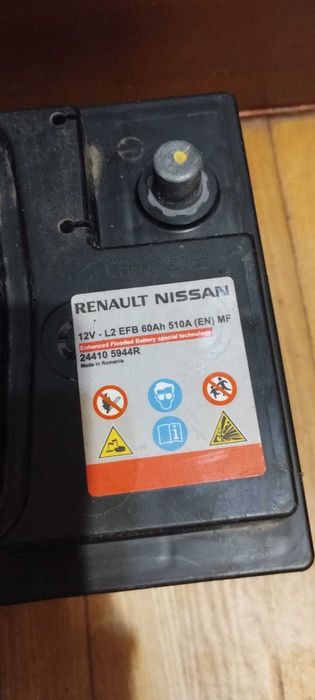 RENAULT NISSAN
12V - L2 EFB 60Ah 510A (EN) MF
Enhanced Flooded Battery special technology
24410 5944R
Made in Romania